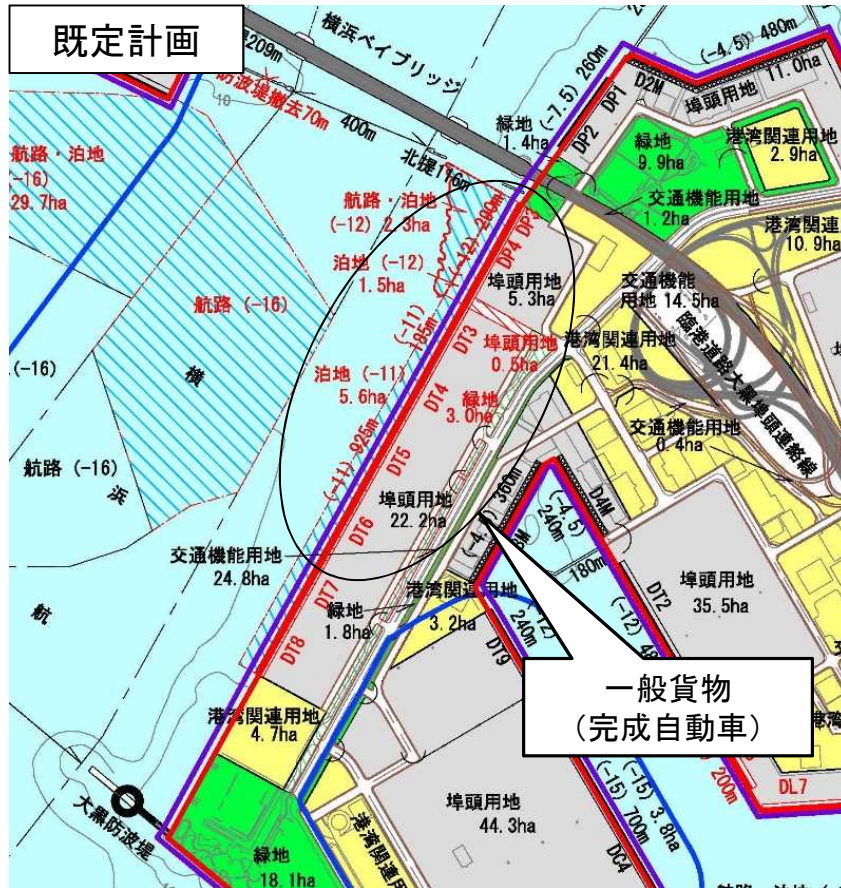 既定計画
209m
横浜ベイブリッジ
防波堤撤去70m
10
400m
北堤116m
(-7.5) 260m
(-4.5) 480m
DP1
D2M
埠頭用地
11.0ha
DP2
緑地
1.4ha
緑地
9.9ha
港湾関連用地
2.9ha
航路・泊地
(-16)
29.7ha
航路・泊地
(-12) 2.3ha
(-12) 290m
DP3
DP4
交通機能用地
1.2ha
港湾関連
10.9ha
航路 (-16)
泊地 (-12)
1.5ha
埠頭用地
5.3ha
交通機能
用地 14.5ha
(-11)
185m
DT3
埠頭用地
0.5ha
港湾関連用地
21.4ha
臨港道路大黒埠頭連絡線
(-16)
横
泊地 (-11)
5.6ha
DT4
緑地
3.0ha
交通機能用地
0.4ha
航路 (-16)
浜
(-11) 925m
DT5
埠頭用地
22.2ha
DT6
360m
(-4.5)
240m
D4M
交通機能用地
24.8ha
180m
埠頭用地
35.5ha
航
DT7
港湾関連用地
3.2ha
DT2
緑地
1.8ha
240m
DT8
DT9
一般貨物
(完成自動車)
港湾関連用地
4.7ha
200m
DL7
大黒防波堤
埠頭用地
44.3ha
(-15) 700m
(-15) 3.8ha
DC4
緑地
18.1ha
港湾関連用
10